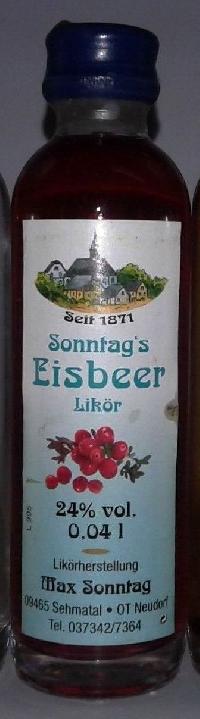 Seit 1871
Sonntag's
Eisbeer
Likör
24% vol.
0.04 l
Likörherstellung
Max Sonntag
09465 Sehmatal • OT Neudorf
Tel. 037342/7364